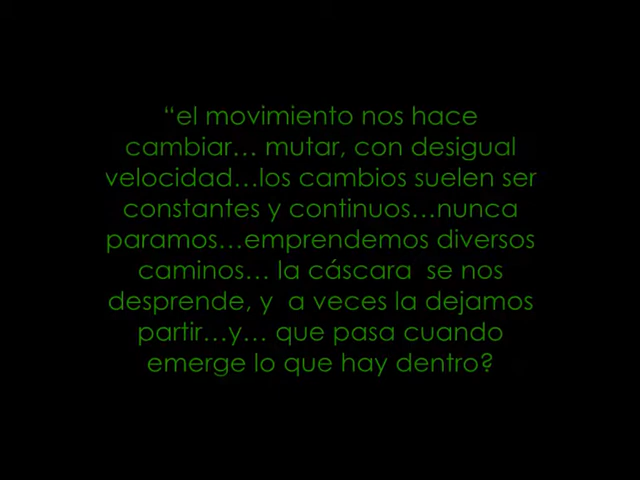 “el movimiento nos hace
cambiar… mutar, con desigual
velocidad…los cambios suelen ser
constantes y continuos…nunca
paramos…emprendemos diversos
caminos… la cáscara  se nos
desprende, y  a veces la dejamos
partir…y… que pasa cuando
emerge lo que hay dentro?